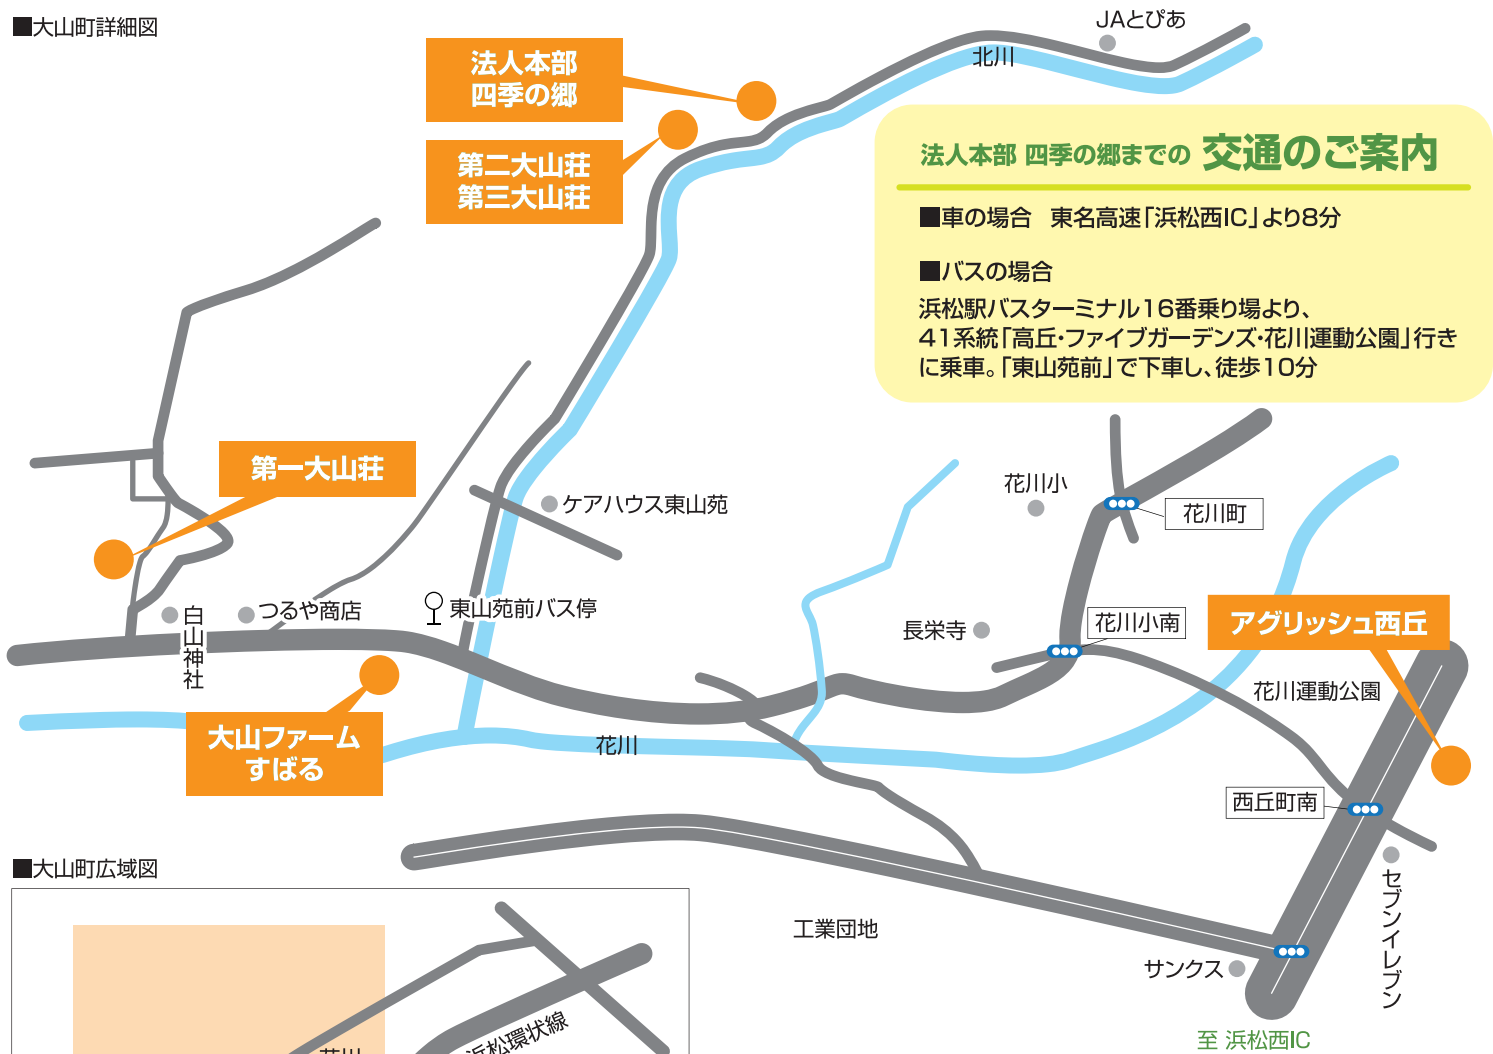 ■大山町詳細図
JAとぴあ
北川
法人本部
四季の郷
第二大山荘
第三大山荘
法人本部 四季の郷までの 交通のご案内
■車の場合 東名高速「浜松西IC」より8分
■バスの場合
浜松駅バスターミナル16番乗り場より、
41系統「高丘・ファイブガーデンズ・花川運動公園」行き
に乗車。「東山苑前」で下車し、徒歩10分
第一大山荘
ケアハウス東山苑
花川小
花川町
白山神社
つるや商店
東山苑前バス停
長栄寺
花川小南
アグリッシュ西丘
花川運動公園
大山ファーム
すばる
花川
西丘町南
セブンイレブン
工業団地
サンクス
至 浜松西IC
■大山町広域図
浜松環状線
花川